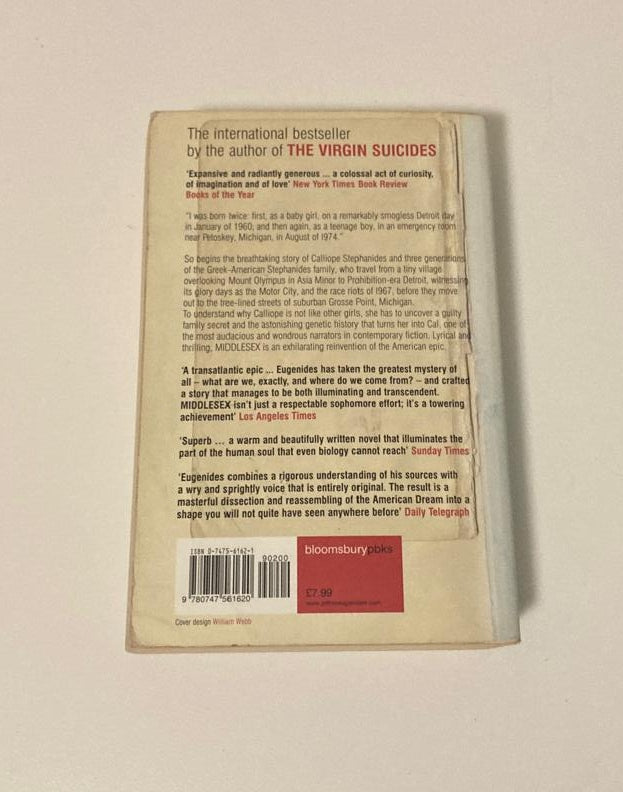 The international bestseller
by the author of THE VIRGIN SUICIDES
'Expansive and radiantly generous ... a colossal act of curiosity,
of imagination and of love' New York Times Book Review
Books of the Year
"I was born twice: first, as a baby girl, on a remarkably smogless Detroit day
in January of 1960; and then again, as a teenage boy, in an emergency room
near Petoskey, Michigan, in August of 1974."
So begins the breathtaking story of Calliope Stephanides and three generations
of the Greek-American Stephanides family, who travel from a tiny village
overlooking Mount Olympus in Asia Minor to Prohibition-era Detroit, witnessing
its glory days as the Motor City, and the race riots of 1967, before they move
out to the tree-lined streets of suburban Grosse Point, Michigan.
To understand why Calliope is not like other girls, she has to uncover a guilty
family secret and the astonishing genetic history that turns her into Cal, one of
the most audacious and wondrous narrators in contemporary fiction. Lyrical and
thrilling, MIDDLESEX is an exhilarating reinvention of the American epic.
'A transatlantic epic ... Eugenides has taken the greatest mystery of
all – what are we, exactly, and where do we come from? – and crafted
a story that manages to be both illuminating and transcendent.
MIDDLESEX isn't just a respectable sophomore effort; it's a towering
achievement' Los Angeles Times
'Superb ... a warm and beautifully written novel that illuminates the
part of the human soul that even biology cannot reach' Sunday Times
'Eugenides combines a rigorous understanding of his sources with
a wry and sprightly voice that is entirely original. The result is a
masterful dissection and reassembling of the American Dream into a
shape you will not quite have seen anywhere before' Daily Telegraph
ISBN 0-7475-6162-1
90200
9 780747 561620
bloomsburypbks
£7.99
Cover design William Webb